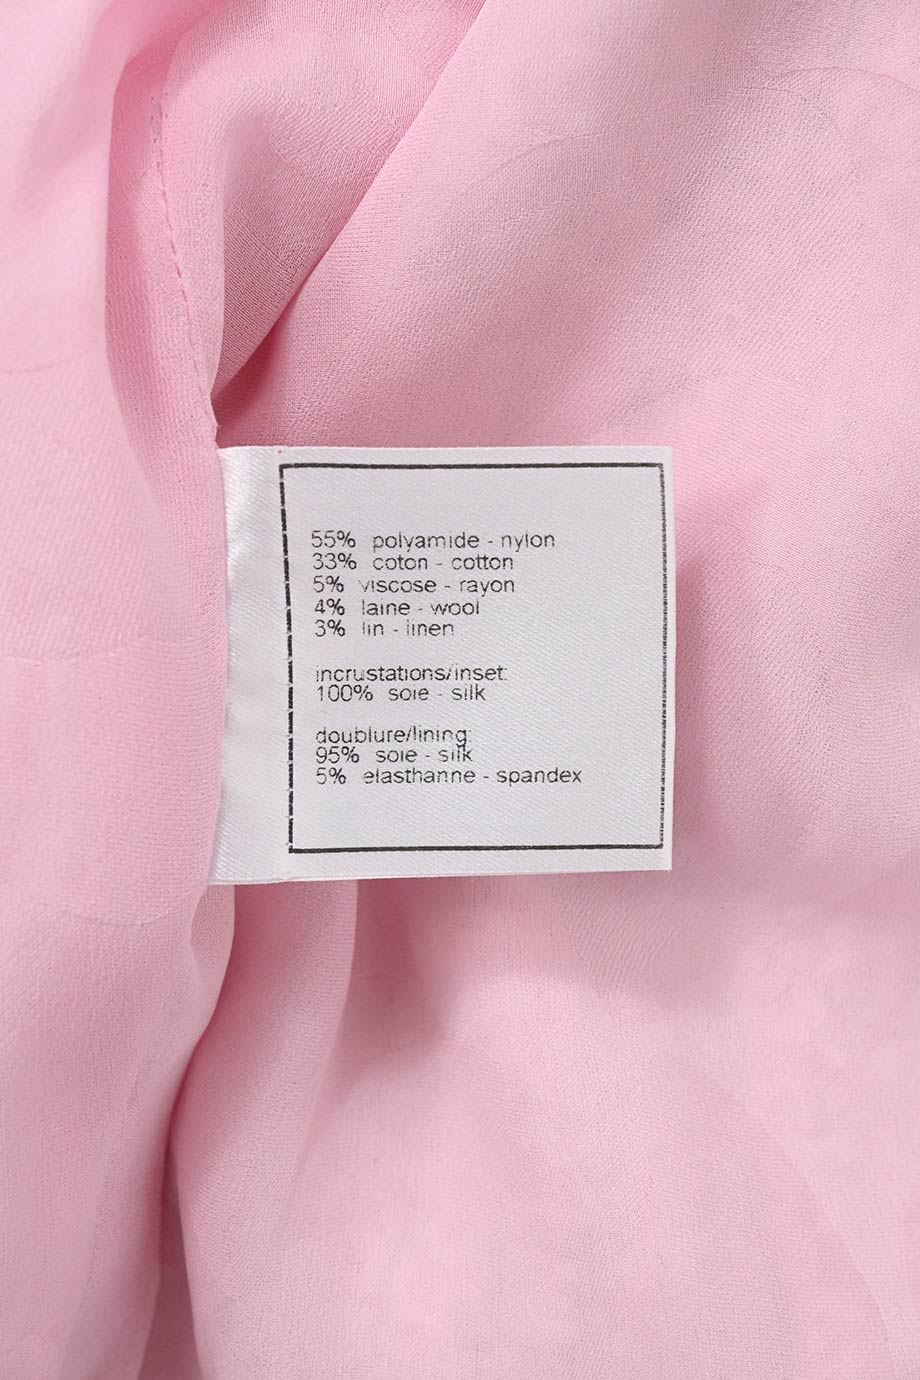 55% polyamide - nylon
33% coton - cotton
5% viscose - rayon
4% laine - wool
3% lin - linen
incrustations/inset:
100% soie - silk
doublure/lining:
95% soie - silk
5% elasthanne - spandex